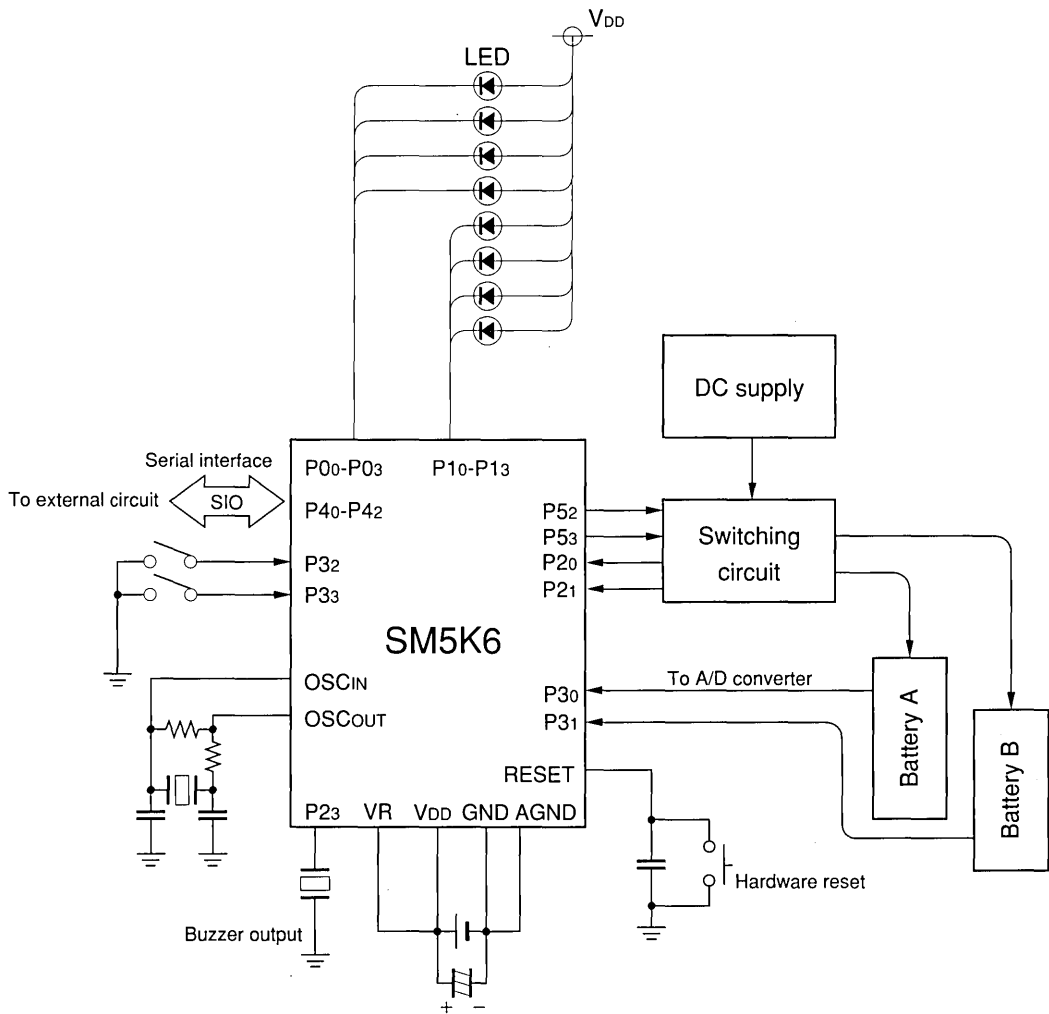 VDD
LED
DC supply
Serial interface
P00-P03
P10-P13
To external circuit
SIO
P40-P42
P52
P53
Switching
circuit
P32
P20
P33
P21
SM5K6
OSCIN
To A/D converter
P30
OSCOUT
P31
Battery A
Battery B
RESET
P23
VR
VDD
GND
AGND
Hardware reset
Buzzer output
+
−